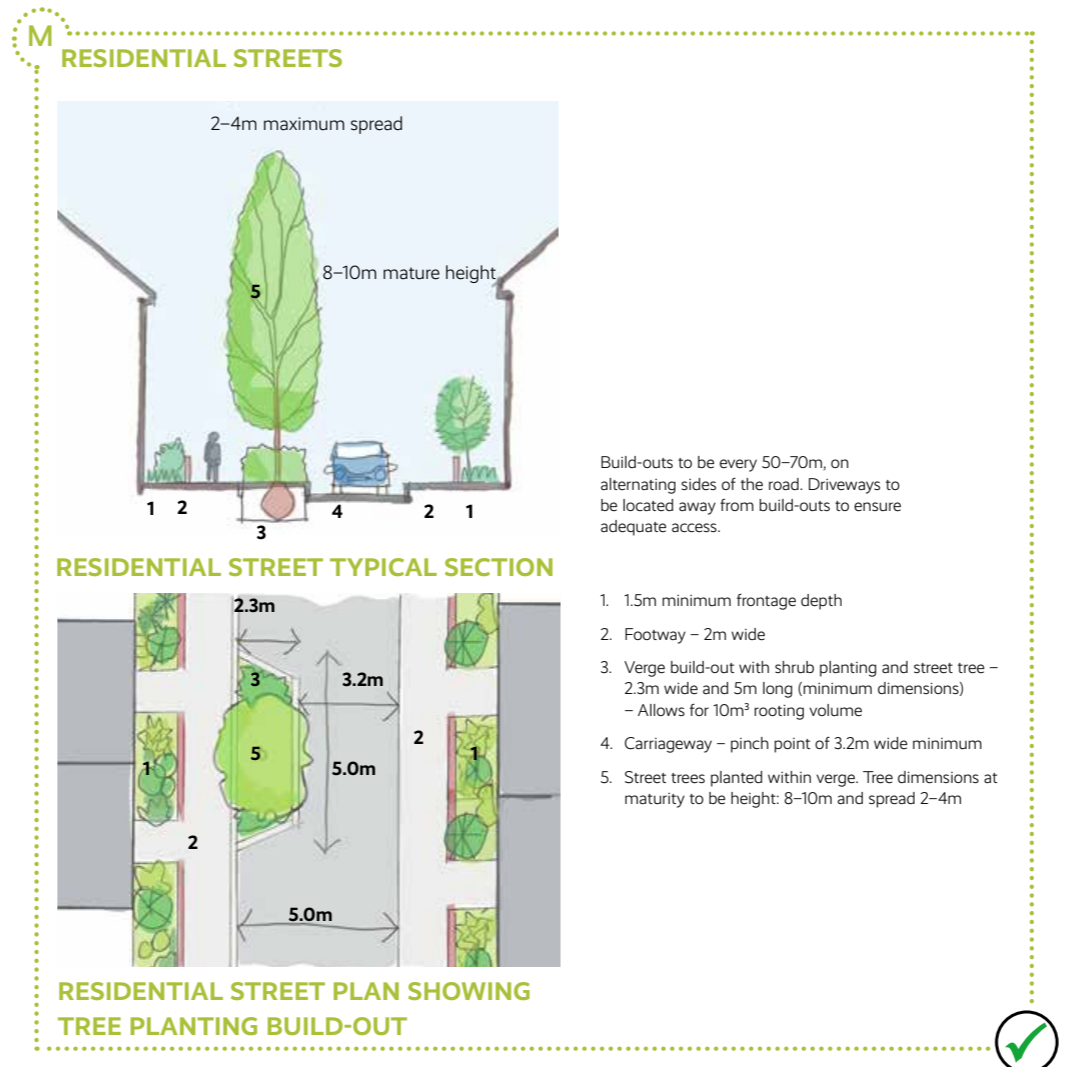 M
RESIDENTIAL STREETS
2–4m maximum spread
8–10m mature height
5
1 2
3
4
2 1
RESIDENTIAL STREET TYPICAL SECTION
2.3m
3
3.2m
2
5
1
1
5.0m
2
5.0m
RESIDENTIAL STREET PLAN SHOWING
TREE PLANTING BUILD-OUT
Build-outs to be every 50–70m, on
alternating sides of the road. Driveways to
be located away from build-outs to ensure
adequate access.
1. 1.5m minimum frontage depth
2. Footway – 2m wide
3. Verge build-out with shrub planting and street tree –
2.3m wide and 5m long (minimum dimensions)
– Allows for 10m³ rooting volume
4. Carriageway – pinch point of 3.2m wide minimum
5. Street trees planted within verge. Tree dimensions at
maturity to be height: 8–10m and spread 2–4m